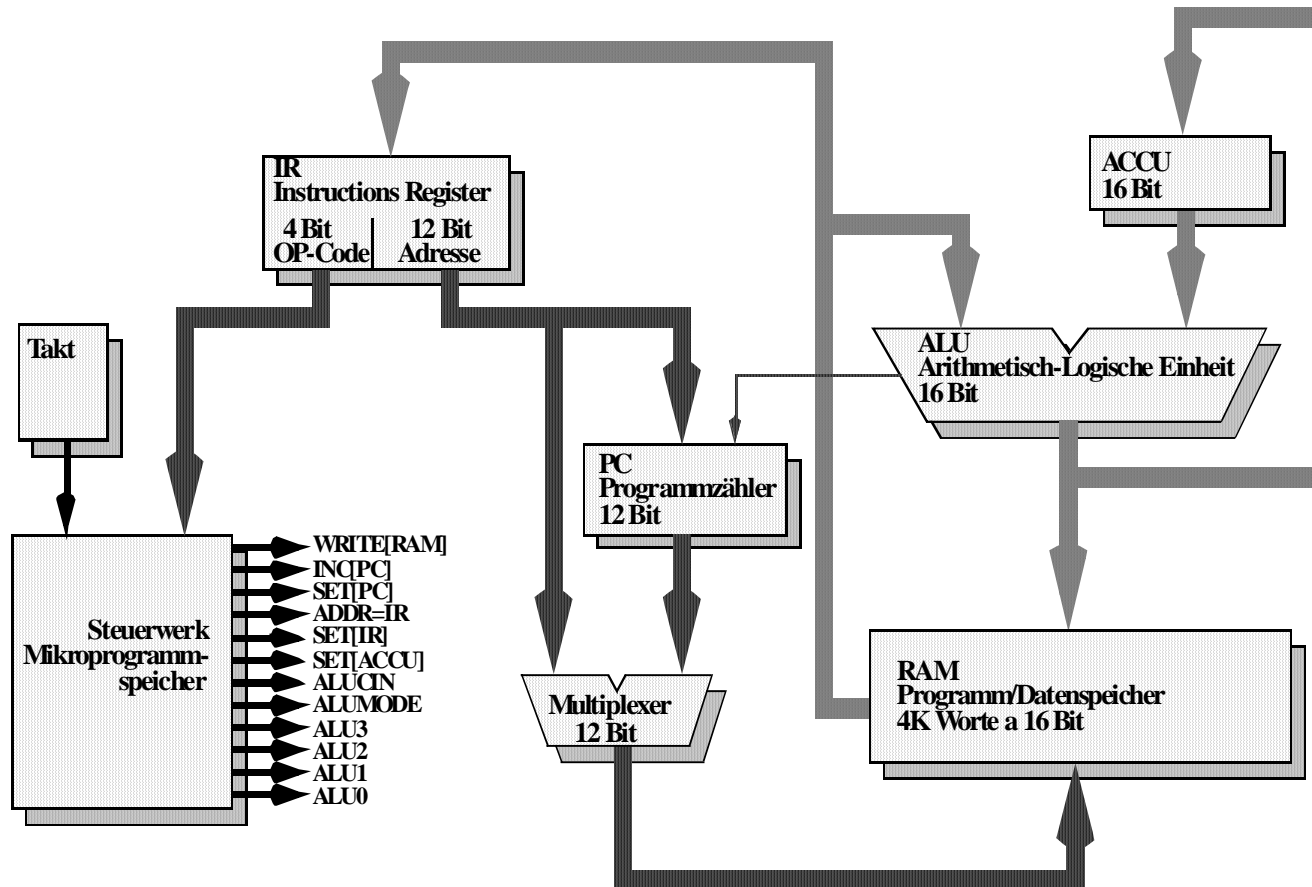 IR
Instructions Register
4 Bit
OP-Code
12 Bit
Adresse
ACCU
16 Bit
Takt
ALU
Arithmetisch-Logische Einheit
16 Bit
PC
Programmzähler
12 Bit
Steuerwerk
Mikroprogramm-
speicher
WRITE[RAM]
INC[PC]
SET[PC]
ADDR=IR
SET[IR]
SET[ACCU]
ALUCIN
ALUMODE
ALU3
ALU2
ALU1
ALU0
Multiplexer
12 Bit
RAM
Programm/Datenspeicher
4K Worte a 16 Bit